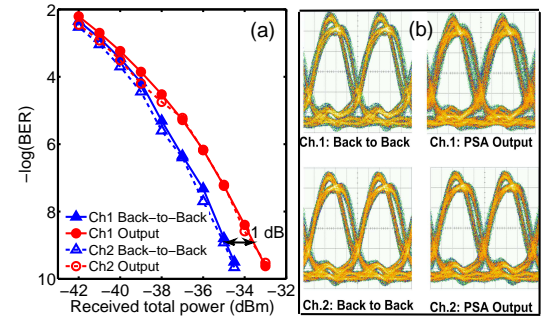 (a)
2
4
6
8
10
−log(BER)
Ch1 Back−to−Back
Ch1 Output
Ch2 Back−to−Back
Ch2 Output
1 dB
−42 −40 −38 −36 −34 −32
Received total power (dBm)
(b)
Ch.1: Back to Back
Ch.1: PSA Output
Ch.2: Back to Back
Ch.2: PSA Output